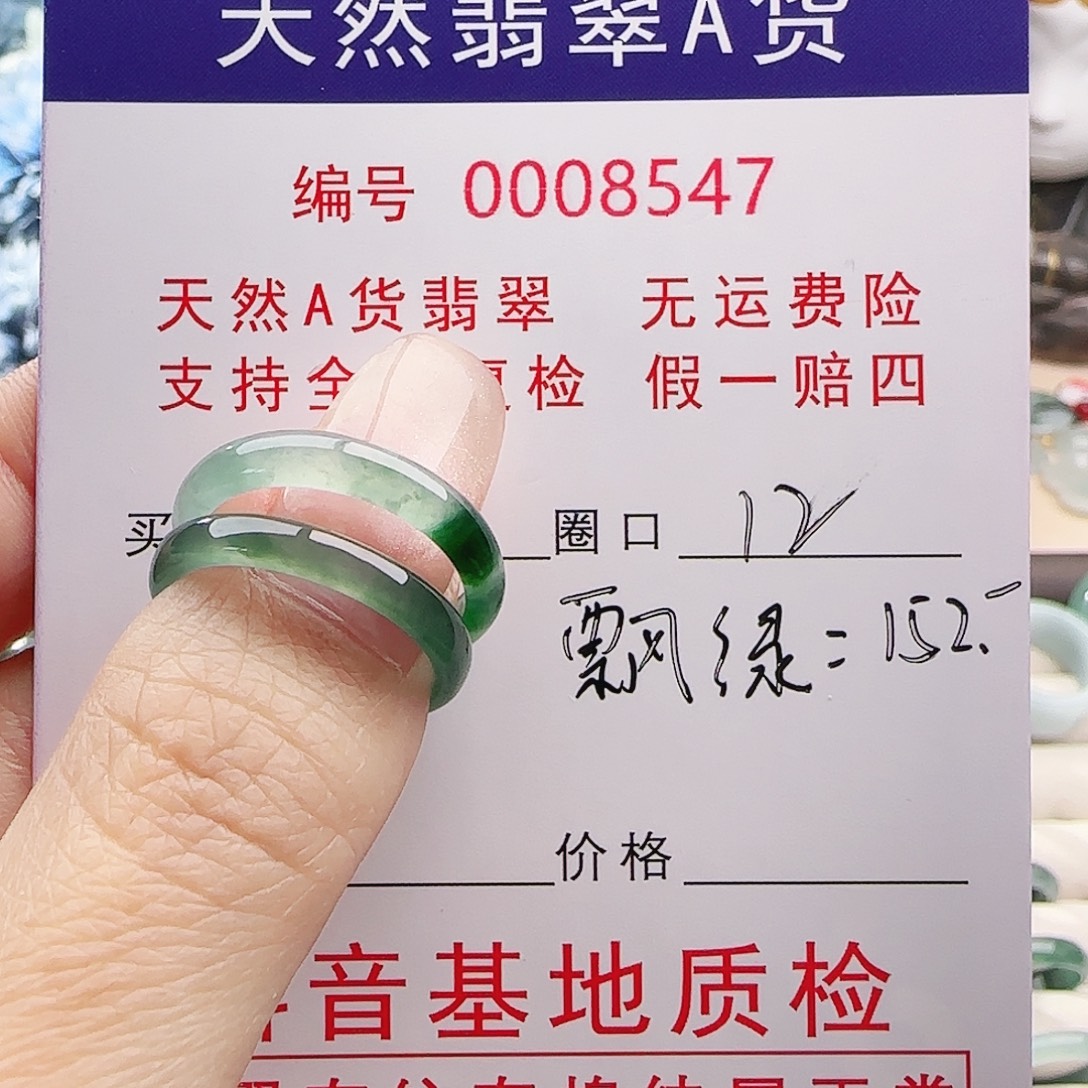 天然翡翠A货
编号 0008547
天然A货翡翠 无运费险
支持全 复检 假一赔四
买 圈口 12
飘绿=152.
价格
音基地质检